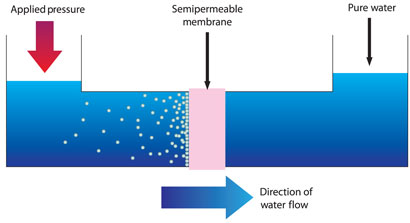 Applied pressure
Semipermeable
membrane
Pure water
Direction of
water flow